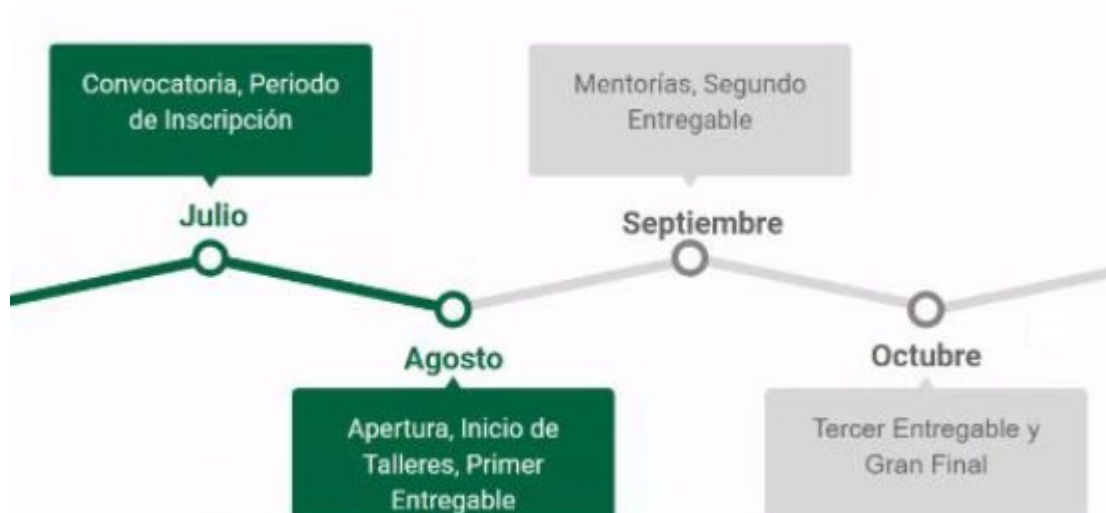 Convocatoria, Periodo
de Inscripción
Mentorías, Segundo
Entregable
Julio
Septiembre
Agosto
Octubre
Apertura, Inicio de
Talleres, Primer
Entregable
Tercer Entregable y
Gran Final